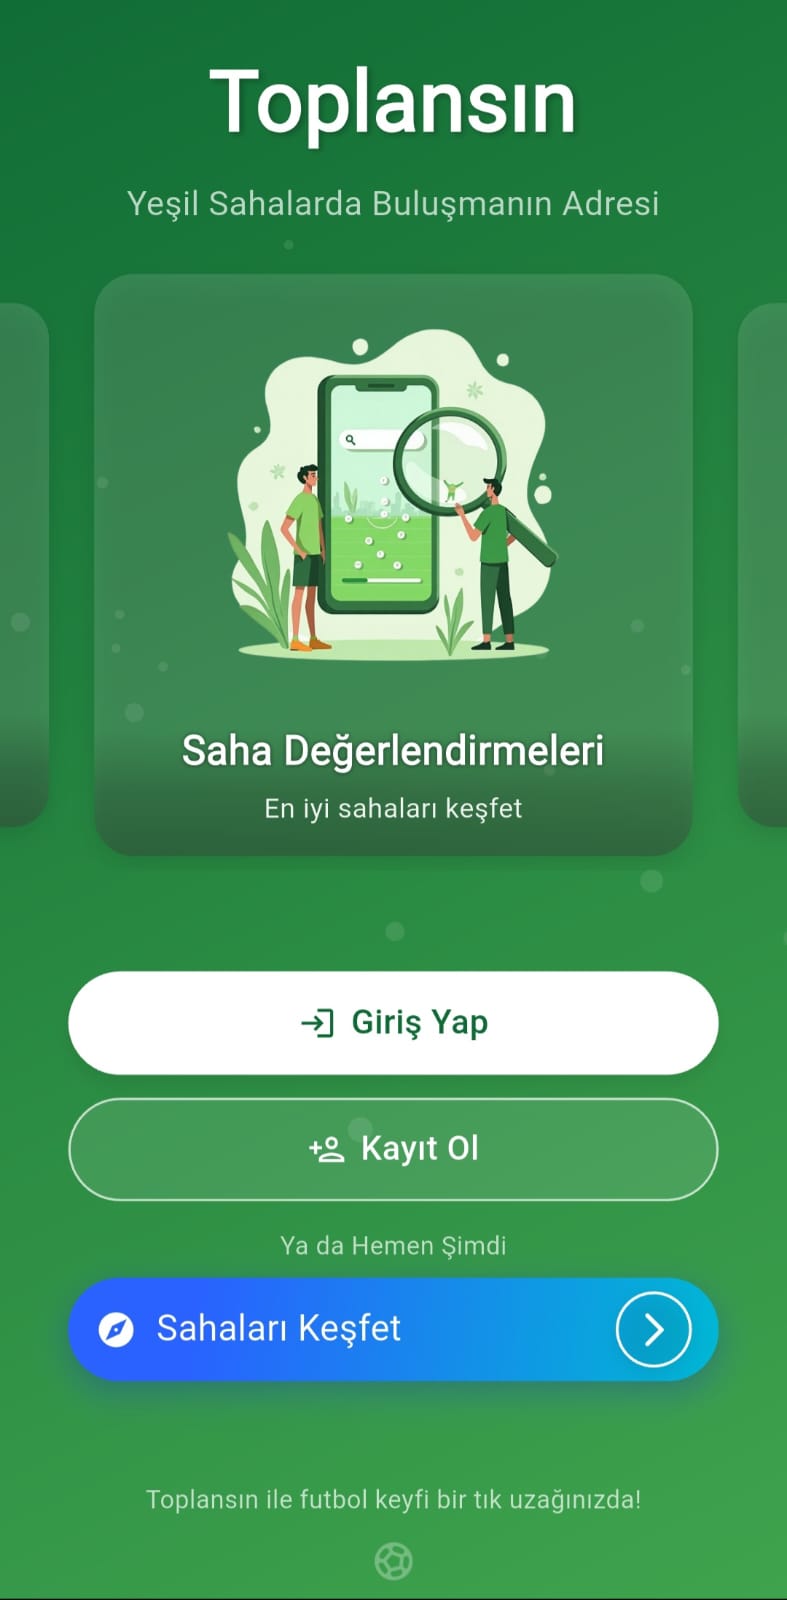 Toplansın
Yeşil Sahalarda Buluşmanın Adresi
Saha Değerlendirmeleri
En iyi sahaları keşfet
Giriş Yap
Kayıt Ol
Ya da Hemen Şimdi
Sahaları Keşfet
Toplansın ile futbol keyfi bir tık uzağınızda!